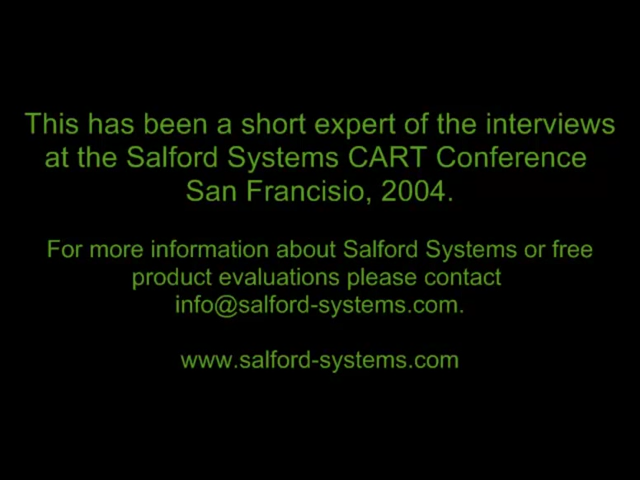 This has been a short expert of the interviews
at the Salford Systems CART Conference
San Francisio, 2004.
For more information about Salford Systems or free
product evaluations please contact
info@salford-systems.com.
www.salford-systems.com